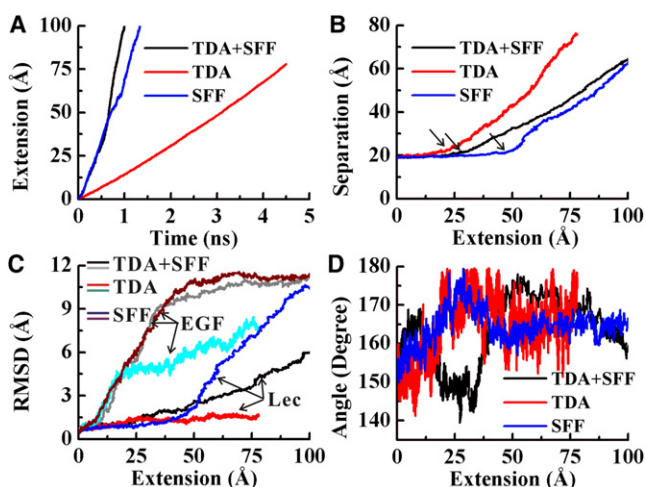 A
Extension (Å)
100
75
50
25
0
TDA+SFF
TDA
SFF
0 1 2 3 4 5
Time (ns)
B
Separation (Å)
80
60
40
20
0
TDA+SFF
TDA
SFF
0 25 50 75 100
Extension (Å)
C
RMSD (Å)
12
9
6
3
0
TDA+SFF
TDA
SFF
EGF
Lec
0 25 50 75 100
Extension (Å)
D
Angle (Degree)
180
170
160
150
140
TDA+SFF
TDA
SFF
0 25 50 75 100
Extension (Å)